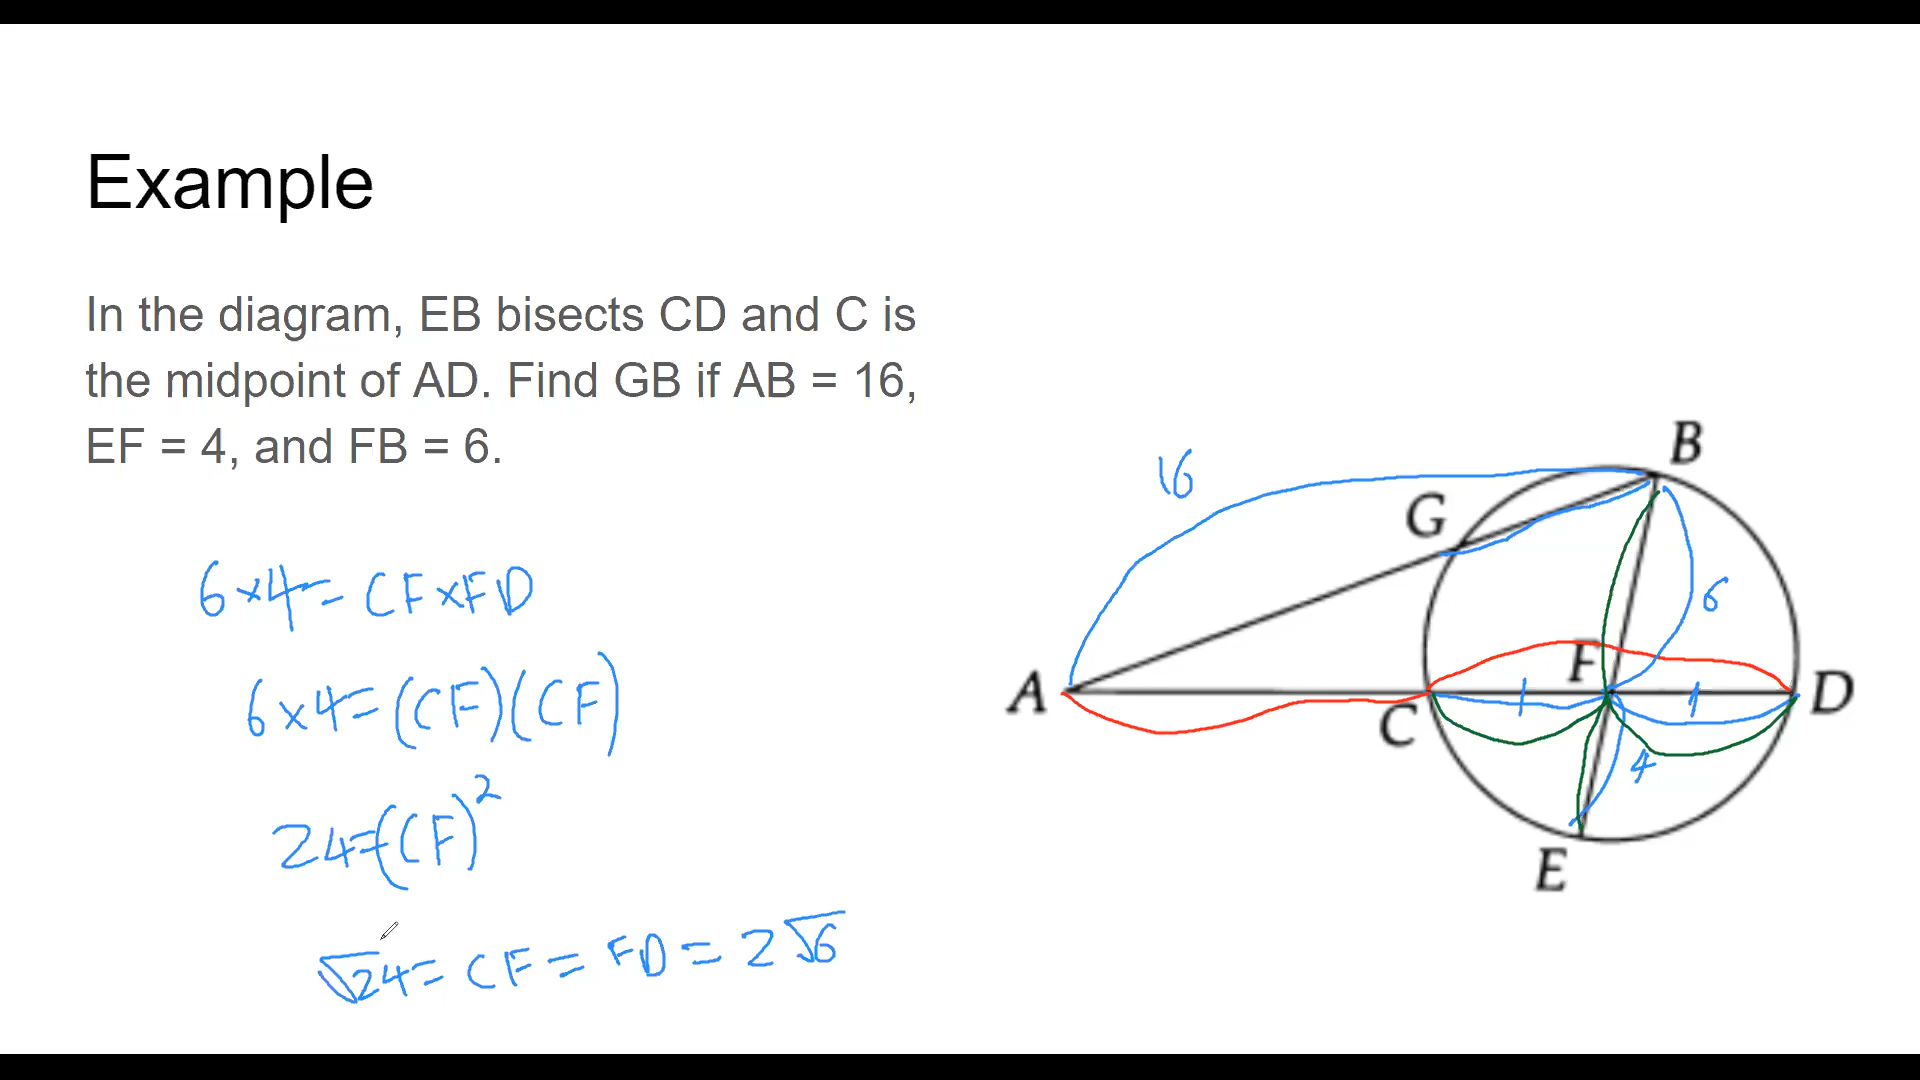 Example
In the diagram, EB bisects CD and C is
the midpoint of AD. Find GB if AB = 16,
EF = 4, and FB = 6.
6×4= CF×FD
6×4=(CF)(CF)
24=(CF)²
√24= CF = FD = 2√6
16
B
G
6
F
A
C
D
4
E